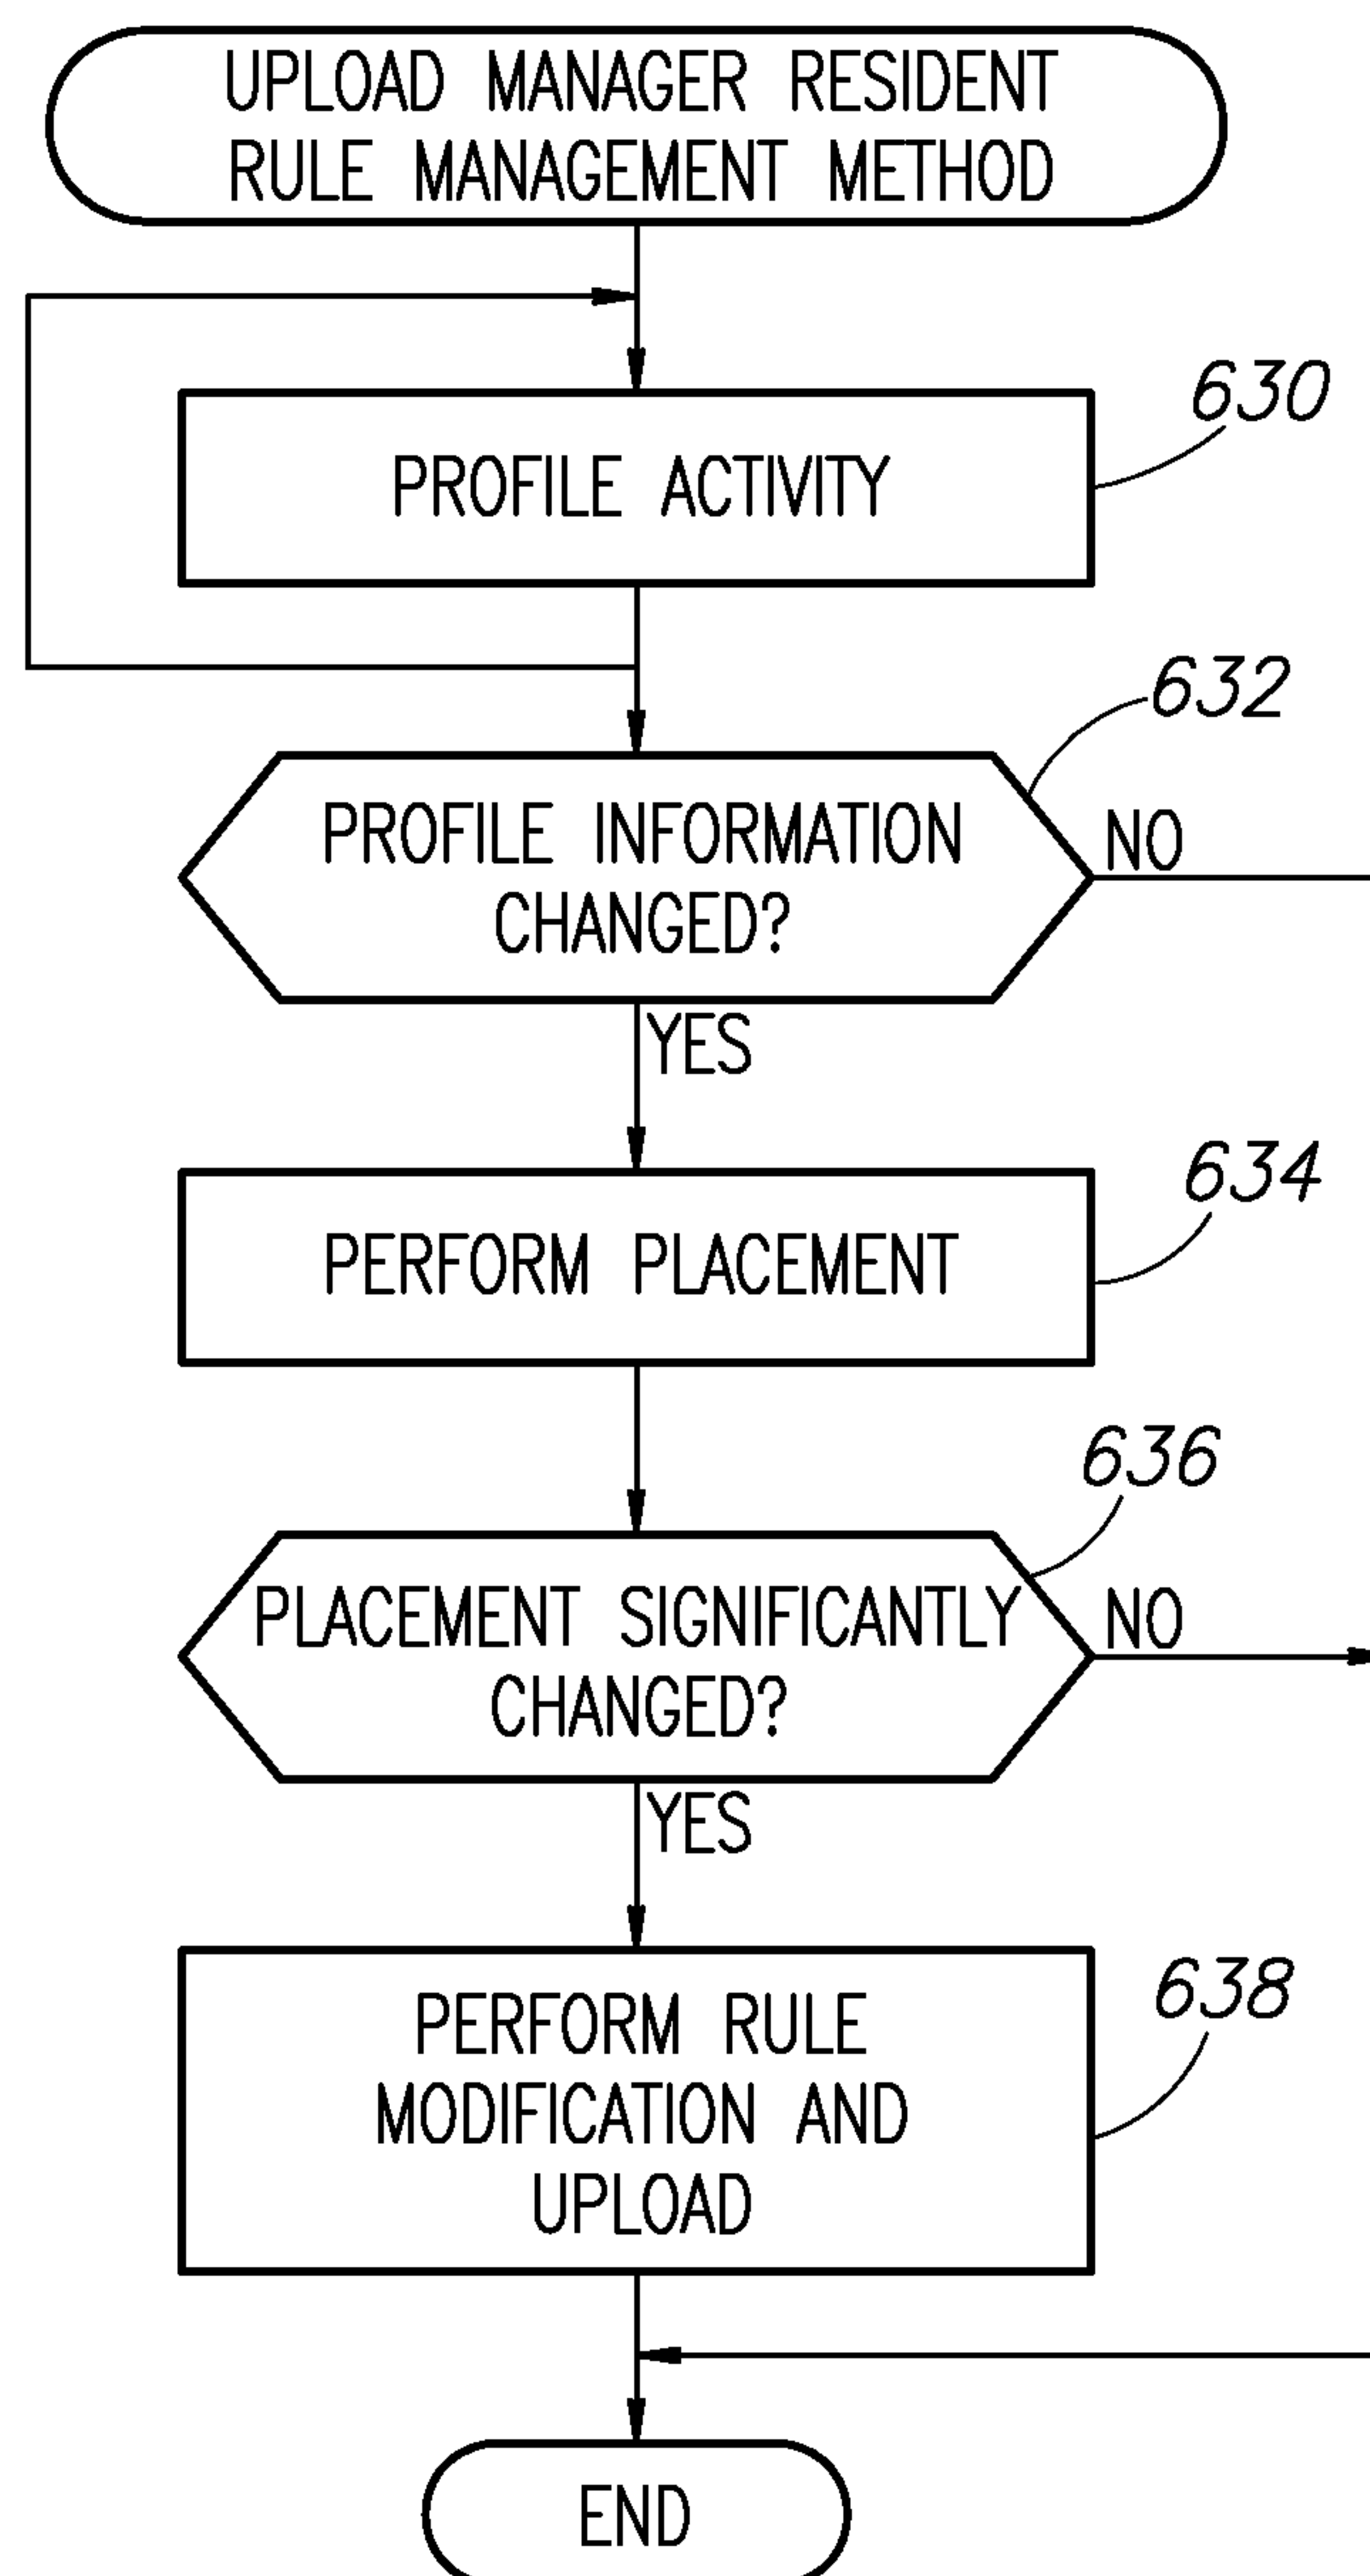 UPLOAD MANAGER RESIDENT
RULE MANAGEMENT METHOD
630
PROFILE ACTIVITY
632
PROFILE INFORMATION
CHANGED?
NO
YES
634
PERFORM PLACEMENT
636
PLACEMENT SIGNIFICANTLY
CHANGED?
NO
YES
638
PERFORM RULE
MODIFICATION AND
UPLOAD
END